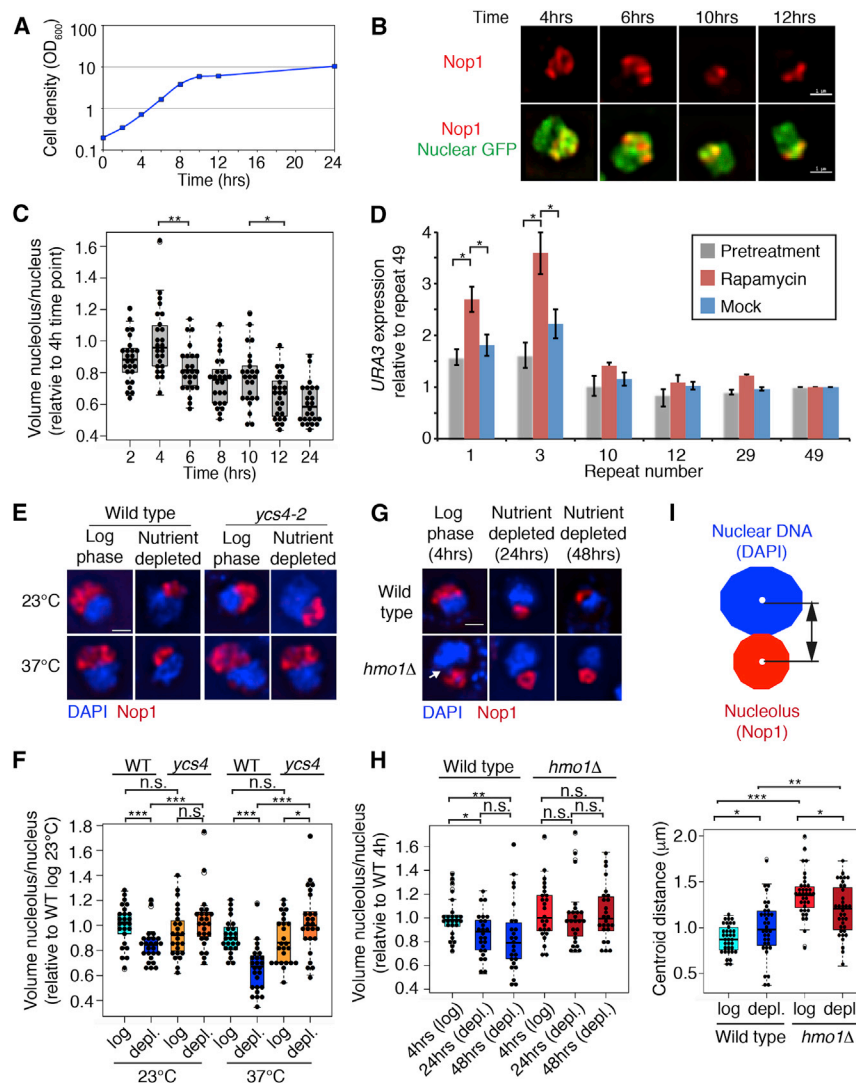 A
Cell density (OD600)
100
10
1
0.1
0 4 8 12 16 20 24
Time (hrs)
B
Time 4hrs 6hrs 10hrs 12hrs
Nop1
Nop1
Nuclear GFP
1 µm
1 µm
C
Volume nucleolus/nucleus
(relatvie to 4h time point)
1.6
1.4
1.2
1.0
0.8
0.6
0.4
** *
2 4 6 8 10 12 24
Time (hrs)
D
URA3 expression
relative to repeat 49
4
3
2
1
0
* * * *
Pretreatment
Rapamycin
Mock
1 3 10 12 29 49
Repeat number
E
Wild type ycs4-2
Log phase Nutrient depleted Log phase Nutrient depleted
23°C
37°C
DAPI Nop1
G
Log phase (4hrs) Nutrient depleted (24hrs) Nutrient depleted (48hrs)
Wild type
hmo1Δ
DAPI Nop1
I
Nuclear DNA
(DAPI)
Nucleolus
(Nop1)
F
WT ycs4 WT ycs4
n.s. n.s.
*** ***
*** n.s. *** *
Volume nucleolus/nucleus
(relative to WT log 23°C)
1.8
1.6
1.4
1.2
1.0
0.8
0.6
0.4
log depl. log depl. log depl. log depl.
23°C 37°C
H
Wild type hmo1Δ
** n.s.
* n.s. n.s. n.s.
Volume nucleolus/nucleus
(relatvie to WT 4h)
1.8
1.6
1.4
1.2
1.0
0.8
0.6
0.4
4hrs (log) 24hrs (depl.) 48hrs (depl.) 4hrs (log) 24hrs (depl.) 48hrs (depl.)
**
***
* *
Centroid distance (µm)
2.0
1.5
1.0
0.5
log depl. log depl.
Wild type hmo1Δ